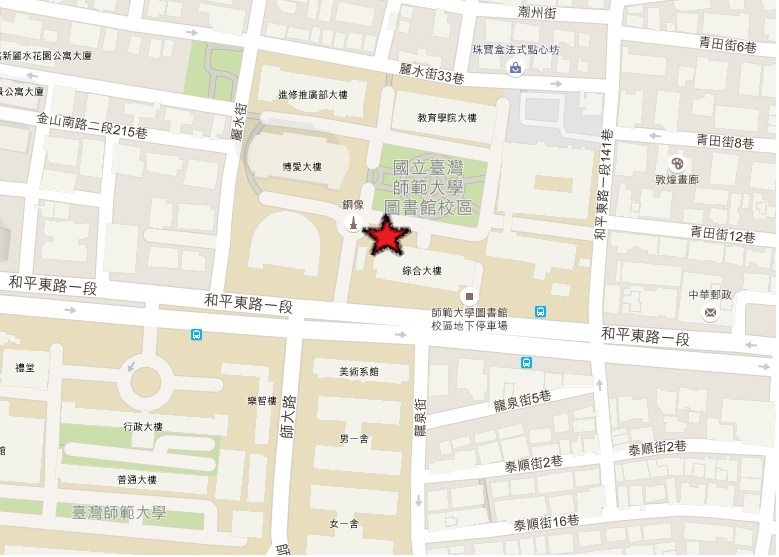 潮州街
青田街6巷
珠寶盒法式點心坊
新麗水花園公寓大廈
麗水街33巷
公寓大廈
進修推廣部大樓
金山南路二段215巷
麗水街
教育學院大樓
和平東路一段141巷
青田街8巷
博愛大樓
國立臺灣
師範大學
圖書館校區
敦煌畫廊
銅像
青田街12巷
綜合大樓
和平東路一段
和平東路一段
師範大學圖書館
校區地下停車場
中華郵政
和平東路一段
禮堂
美術系館
樂智樓
師大路
龍泉街
龍泉街5巷
行政大樓
男一舍
泰順街2巷
泰順街2巷
普通大樓
臺灣師範大學
女一舍
泰順街16巷